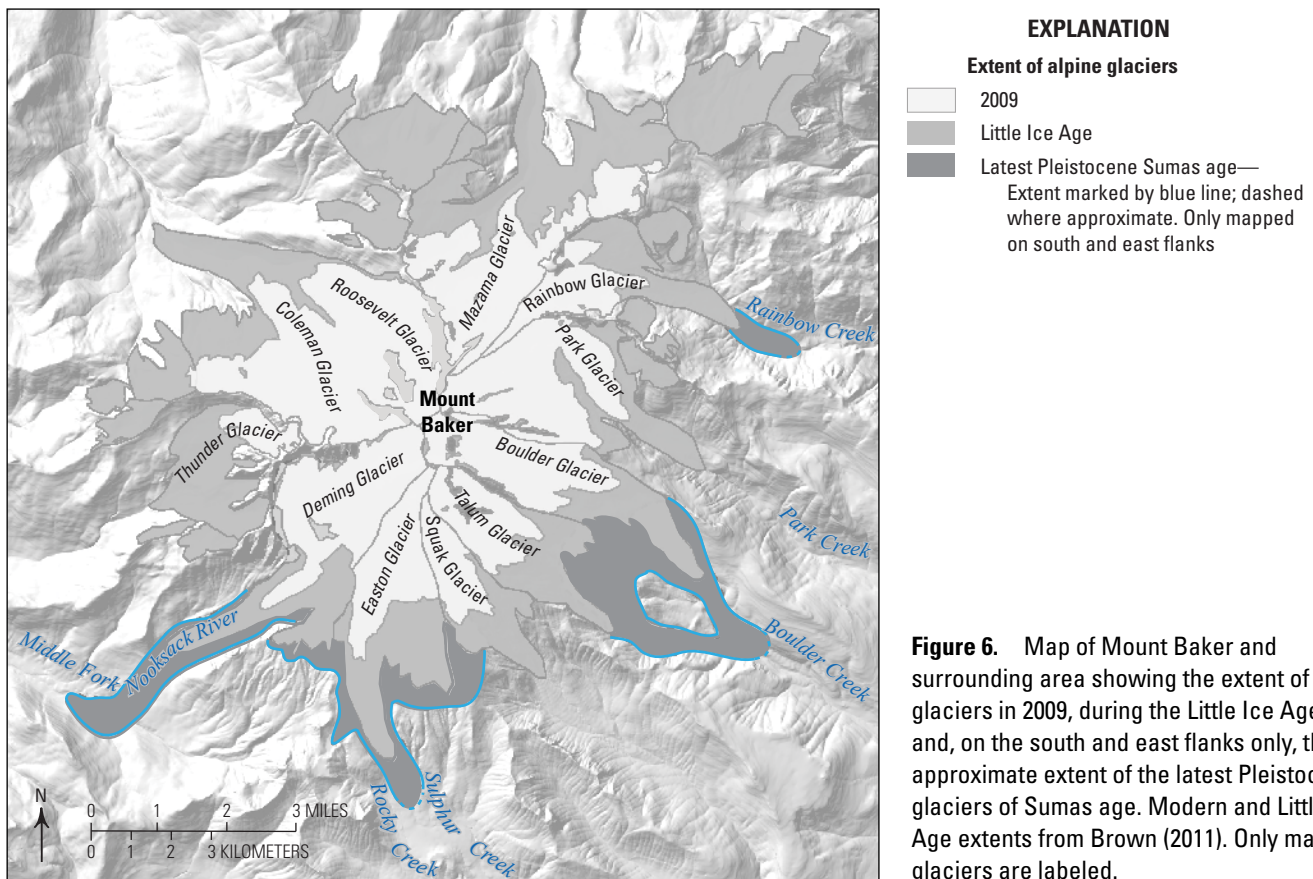 EXPLANATION
Extent of alpine glaciers
2009
Little Ice Age
Latest Pleistocene Sumas age—
Extent marked by blue line; dashed
where approximate. Only mapped
on south and east flanks
Mazama Glacier
Rainbow Glacier
Roosevelt Glacier
Coleman Glacier
Park Glacier
Rainbow Creek
Mount
Baker
Thunder Glacier
Boulder Glacier
Deming Glacier
Talum Glacier
Squak Glacier
Easton Glacier
Park Creek
Boulder Creek
Middle Fork Nooksack River
Sulphur Creek
Rocky Creek
N
0 1 2 3 MILES
0 1 2 3 KILOMETERS
Figure 6. Map of Mount Baker and
surrounding area showing the extent of
glaciers in 2009, during the Little Ice Age
and, on the south and east flanks only, th
approximate extent of the latest Pleistoc
glaciers of Sumas age. Modern and Littl
Age extents from Brown (2011). Only ma
glaciers are labeled.